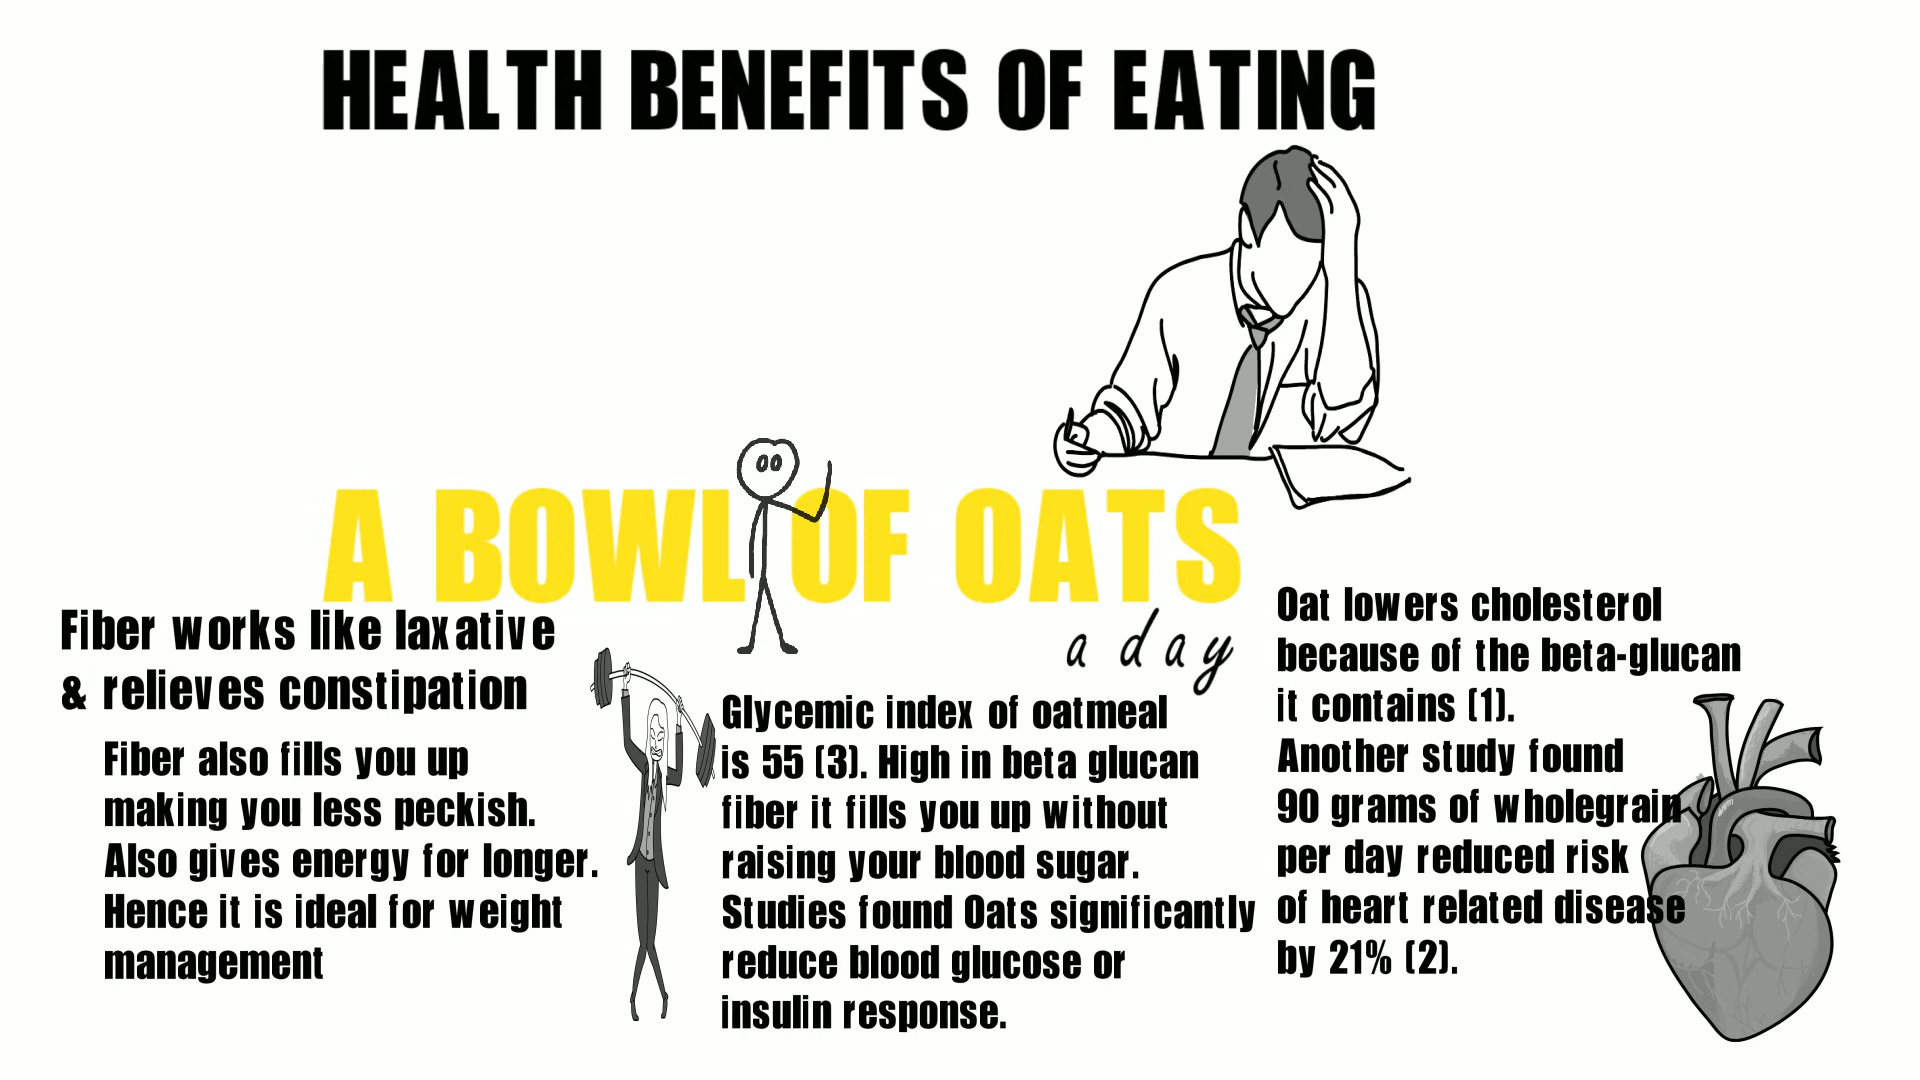 HEALTH BENEFITS OF EATING
A BOWL OF OATS
a day
Fiber works like laxative
& relieves constipation
Fiber also fills you up
making you less peckish.
Also gives energy for longer.
Hence it is ideal for weight
management
Glycemic index of oatmeal
is 55 (3). High in beta glucan
fiber it fills you up without
raising your blood sugar.
Studies found Oats significantly
reduce blood glucose or
insulin response.
Oat lowers cholesterol
because of the beta-glucan
it contains (1).
Another study found
90 grams of wholegrain
per day reduced risk
of heart related disease
by 21% (2).